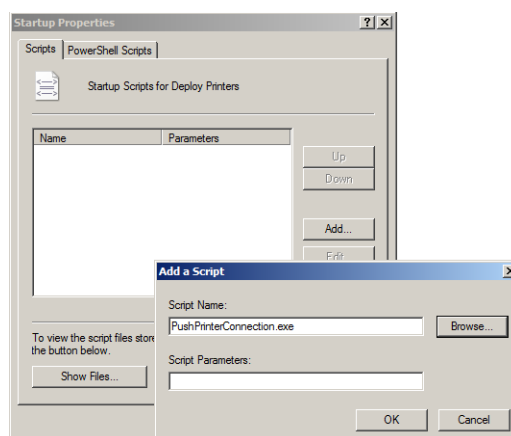 Startup Properties
Scripts PowerShell Scripts
Startup Scripts for Deploy Printers
Name Parameters
Up
Down
Add...
Edit
Add a Script
Script Name:
PushPrinterConnection.exe Browse...
Script Parameters:
To view the script files store
the button below.
Show Files...
OK Cancel